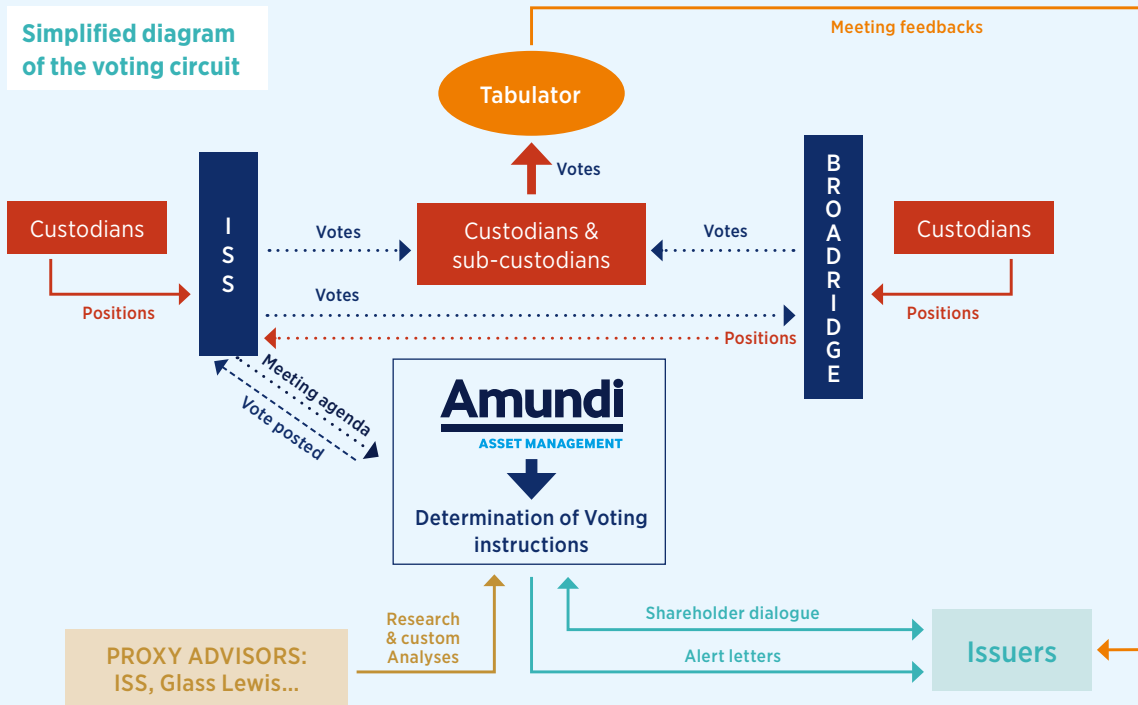 Simplified diagram
of the voting circuit
Meeting feedbacks
Tabulator
Votes
Custodians
ISS
Votes
Custodians &
sub-custodians
Votes
BROADRIDGE
Custodians
Positions
Votes
Positions
Positions
Meeting agenda
Vote posted
Amundi
ASSET MANAGEMENT
Determination of Voting
instructions
Research
& custom
Analyses
Shareholder dialogue
Alert letters
PROXY ADVISORS:
ISS, Glass Lewis...
Issuers